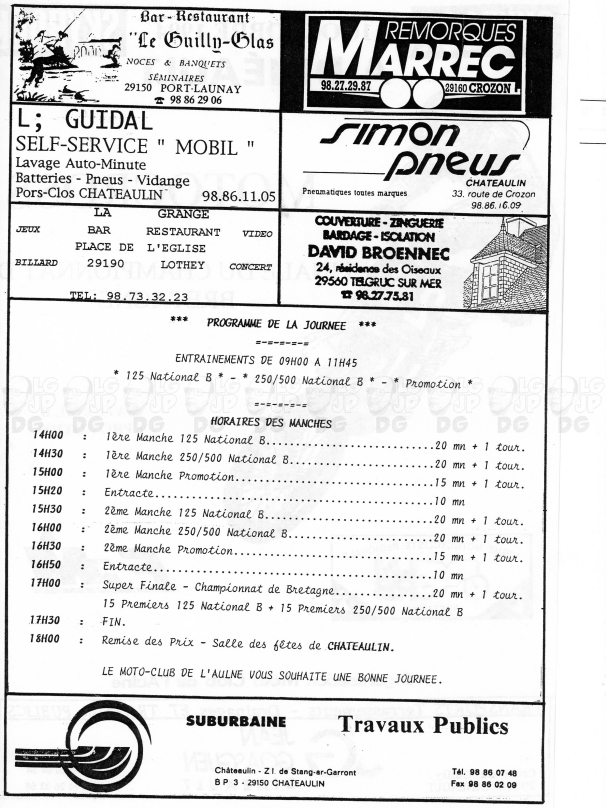 Bar - Restaurant
"Le Guilly-Glas
NOCES & BANQUETS
SÉMINAIRES
29150 PORT-LAUNAY
☎ 98 86 29 06
REMORQUES
MARREC
98.27.29.87
29160 CROZON
L; GUIDAL
SELF-SERVICE " MOBIL "
Lavage Auto-Minute
Batteries - Pneus - Vidange
Pors-Clos CHATEAULIN 98.86.11.05
simon
pneus
Pneumatiques toutes marques
CHATEAULIN
33. route de Crozon
98.86.16.09
LA GRANGE
JEUX BAR RESTAURANT VIDEO
PLACE DE L'EGLISE
BILLARD 29190 LOTHEY CONCERT
TEL: 98.73.32.23
COUVERTURE - ZINGUERIE
BARDAGE - ISOLATION
DAVID BROENNEC
24, résidence des Oiseaux
29560 TELGRUC SUR MER
☎ 98.27.75.81
*** PROGRAMME DE LA JOURNEE ***
=-=-=-=-=
ENTRAINEMENTS DE 09H00 A 11H45
* 125 National B * - * 250/500 National B * - * Promotion *
=-=-=-=-=
HORAIRES DES MANCHES
14H00 : 1ère Manche 125 National B..........................20 mn + 1 tour.
14H30 : 1ère Manche 250/500 National B......................20 mn + 1 tour.
15H00 : 1ère Manche Promotion...............................15 mn + 1 tour.
15H20 : Entracte............................................10 mn
15H30 : 2ème Manche 125 National B..........................20 mn + 1 tour.
16H00 : 2ème Manche 250/500 National B......................20 mn + 1 tour.
16H30 : 2ème Manche Promotion...............................15 mn + 1 tour.
16H50 : Entracte............................................10 mn
17H00 : Super Finale - Championnat de Bretagne..............20 mn + 1 tour.
15 Premiers 125 National B + 15 Premiers 250/500 National B
17H30 : FIN.
18H00 : Remise des Prix - Salle des fêtes de CHATEAULIN.
LE MOTO-CLUB DE L'AULNE VOUS SOUHAITE UNE BONNE JOURNEE.
SUBURBAINE Travaux Publics
Châteaulin - Z I. de Stang-ar-Garront
B P 3 - 29150 CHATEAULIN
Tél. 98 86 07 48
Fax 98 86 02 09